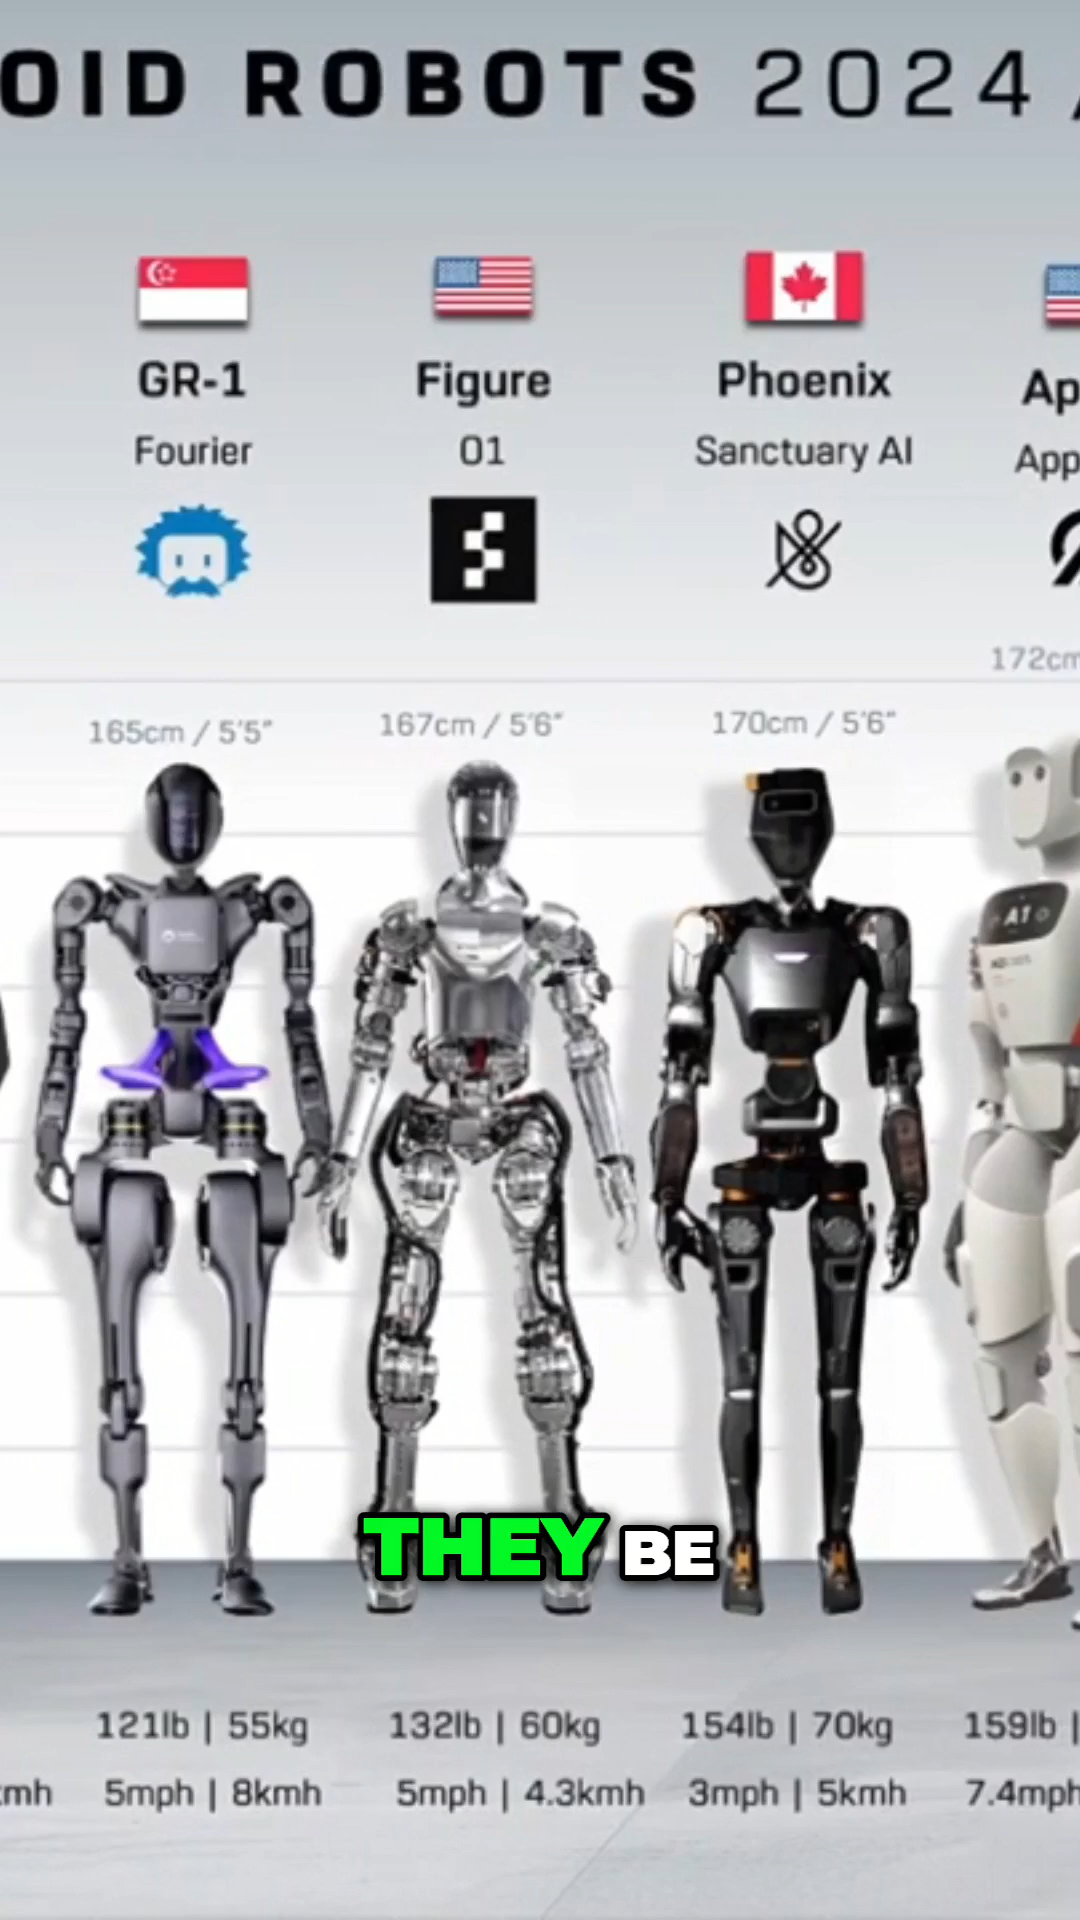 OID ROBOTS 2024
GR-1
Fourier
165cm / 5'5"
121lb | 55kg
5mph | 8kmh
Figure
01
167cm / 5'6"
132lb | 60kg
5mph | 4.3kmh
Phoenix
Sanctuary AI
170cm / 5'6"
154lb | 70kg
3mph | 5kmh
Ap
App
172cm
A1
159lb |
7.4mph
kmh
THEY BE